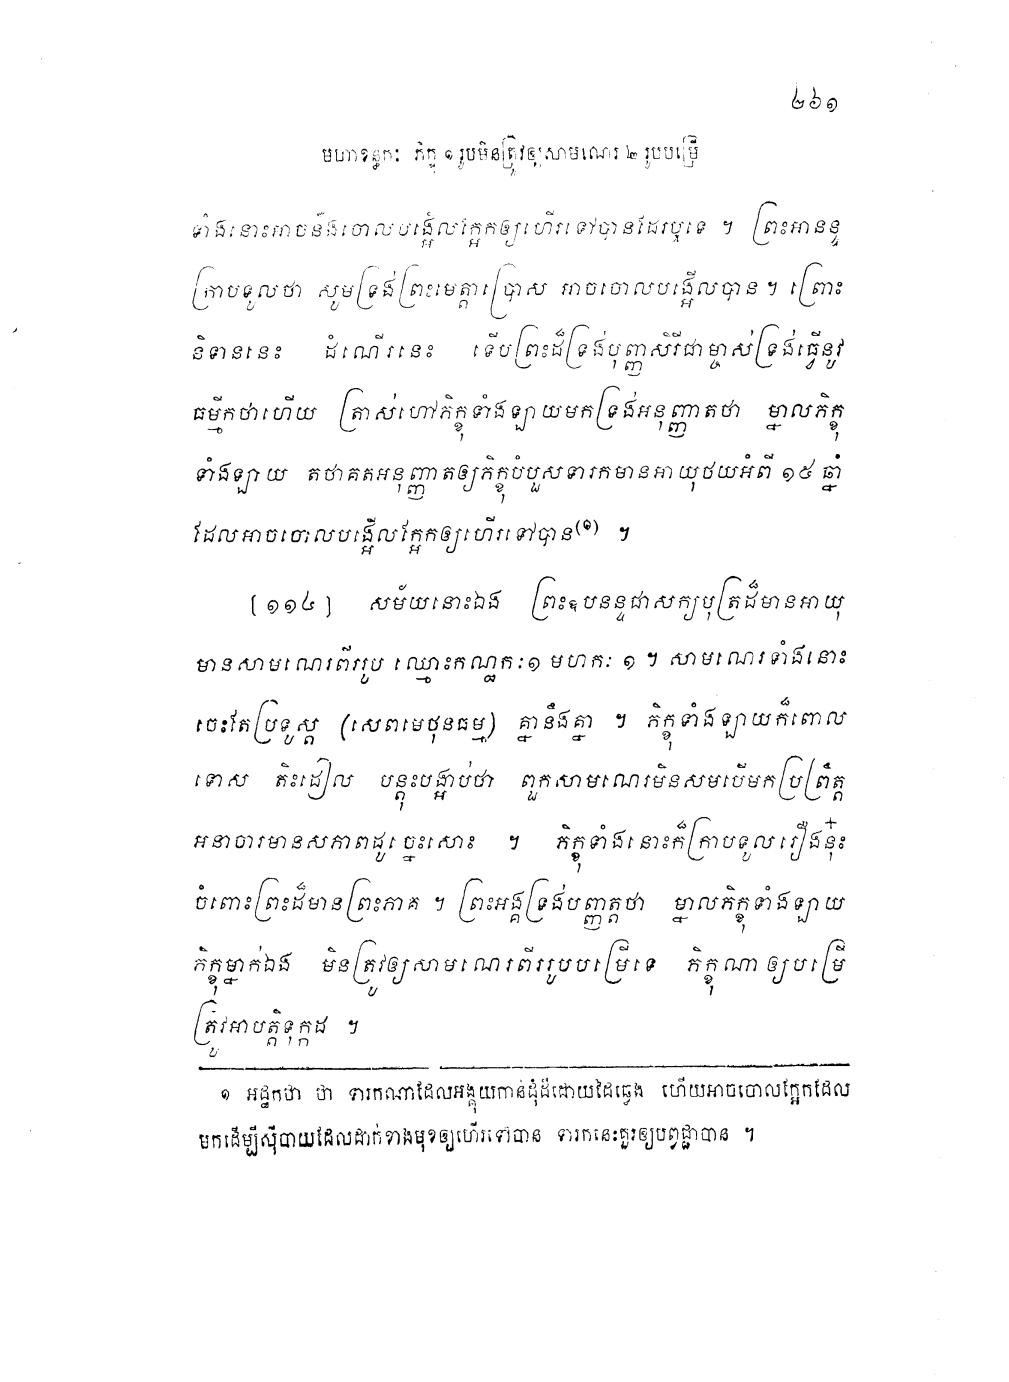 ២៦១
មហាខន្ធកៈ ភិក្ខុ ១ រូបមិនត្រូវឲ្យសាមណេរ ២ រូបបម្រើ
ទាំងនោះអាចនឹងចោលបង្អើលក្អែកឲ្យហើរទៅបានដែរឬទេ ។ ព្រះអានន្ទ
ក្រាបទូលថា សូមទ្រង់ព្រះមេត្តាប្រោស អាចចោលបង្អើលបាន ។ ព្រោះ
និទាននេះ ដំណើរនេះ ទើបព្រះដ៏ទ្រង់បុញ្ញសិរីជាម្ចាស់ទ្រង់ធ្វើនូវ
ធម្មីកថាហើយ ត្រាស់ហៅភិក្ខុទាំងឡាយមកទ្រង់អនុញ្ញាតថា ម្នាលភិក្ខុ
ទាំងឡាយ តថាគតអនុញ្ញាតឲ្យភិក្ខុបំបួសទារកមានអាយុថយអំពី ១៥ ឆ្នាំ
ដែលអាចចោលបង្អើលក្អែកឲ្យហើរទៅបាន(១) ។
[១១៤] សម័យនោះឯង ព្រះឧបនន្ទជាសក្យបុត្រដ៏មានអាយុ
មានសាមណេរពីររូប ឈ្មោះកណ្ឌកៈ១ មហកៈ ១ ។ សាមណេរទាំងនោះ
ចេះតែប្រទូស្ត (សេពមេថុនធម្ម) គ្នានឹងគ្នា ។ ភិក្ខុទាំងឡាយក៏ពោល
ទោស តិះដៀល បន្តុះបង្អាប់ថា ពួកសាមណេរមិនសមបើមកប្រព្រឹត្ត
អនាចារមានសភាពដូច្នេះសោះ ។ ភិក្ខុទាំងនោះក៏ក្រាបទូលរឿងនុ៎ះ
ចំពោះព្រះដ៏មានព្រះភាគ ។ ព្រះអង្គទ្រង់បញ្ញត្តថា ម្នាលភិក្ខុទាំងឡាយ
ភិក្ខុម្នាក់ឯង មិនត្រូវឲ្យសាមណេរពីររូបបម្រើទេ ភិក្ខុណាឲ្យបម្រើ
ត្រូវអាបត្តិទុក្កដ ។
១ អដ្ឋកថា ថា ទារកណាដែលអង្គុយកាន់ដុំដីដោយដៃឆ្វេង ហើយអាចចោលក្អែកដែល
មកដើម្បីស៊ីបាយដែលដាក់ខាងមុខឲ្យហើរទៅបាន ទារកនេះគួរឲ្យបព្វជ្ជាបាន ។